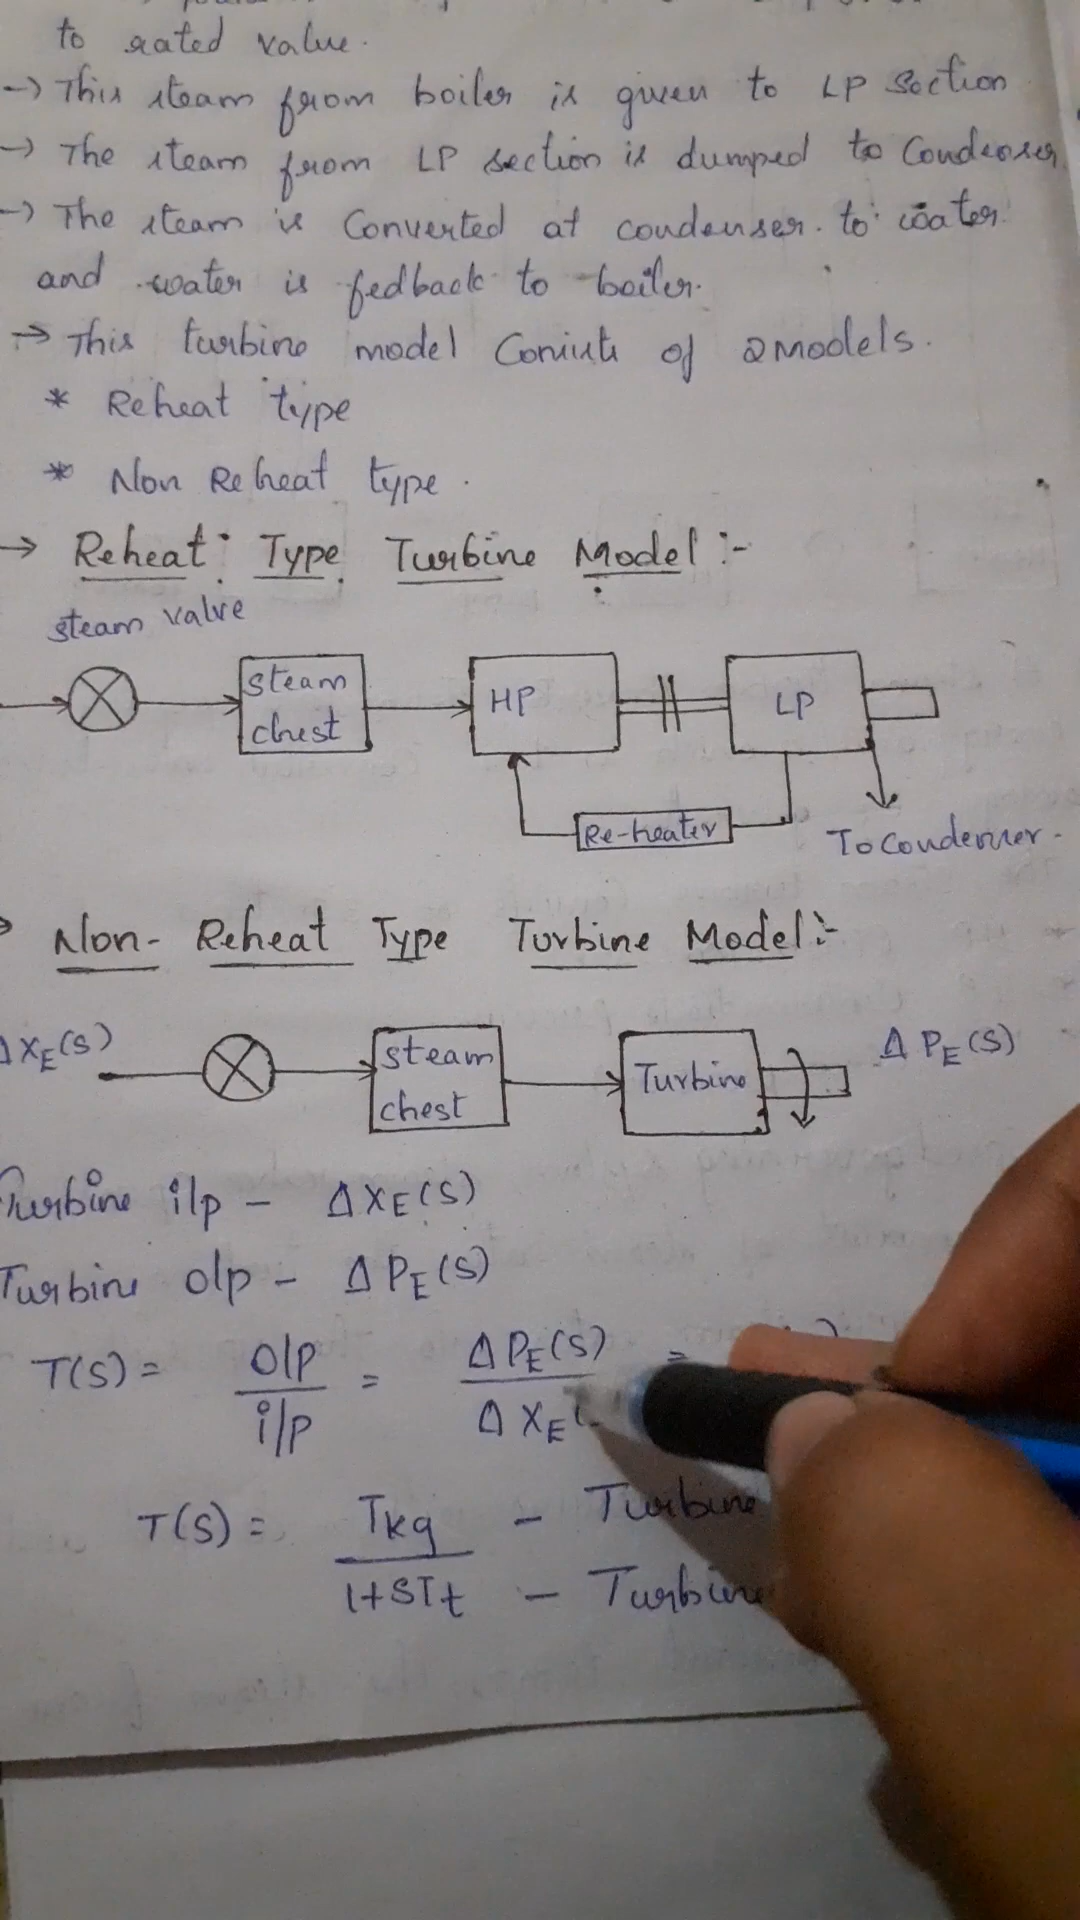 to rated value.
→ This steam from boiler is given to LP section
→ The steam from LP section is dumped to Condenser
→ The steam is Converted at condenser. to water
and water is fedback to boiler.
→ This turbine model Consists of 2 models.
* Reheat type
* Non Reheat type.
→ Reheat Type Turbine Model :-
steam valve
steam chest
HP
LP
Re-heater
To Condenser.
Non- Reheat Type Turbine Model :-
ΔXE(S)
steam chest
Turbine
ΔPE(S)
Turbine i/p - ΔXE(S)
Turbine o/p - ΔPE(S)
T(S) = O/P / i/p = ΔPE(S) / ΔXE( =
T(S) = Tkg / 1+STt - Turbine
- Turbine